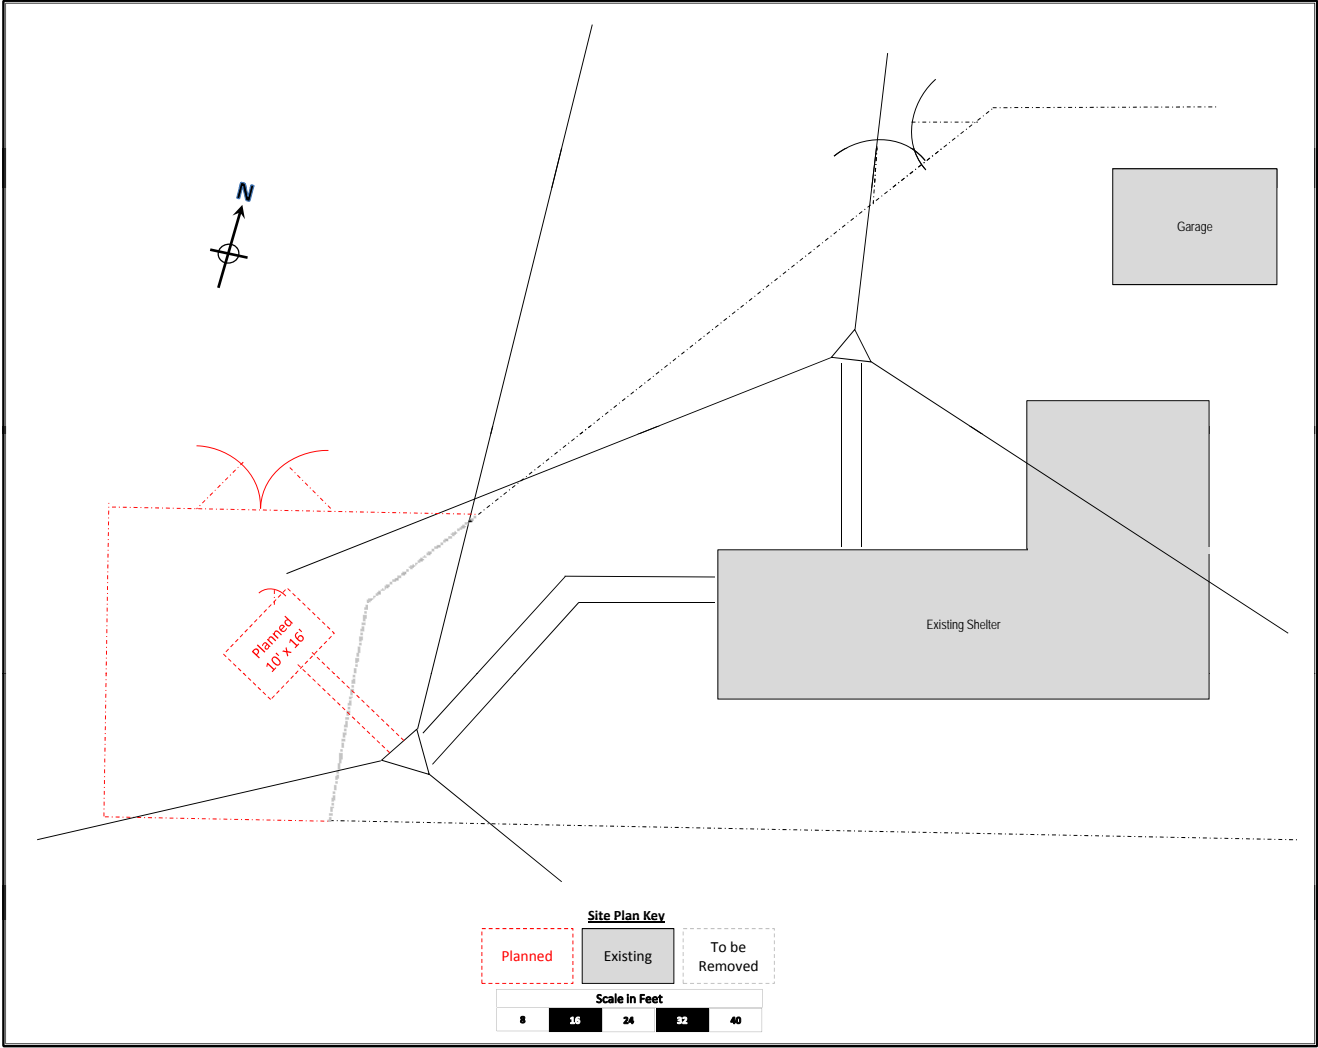 N
Garage
Planned
10' x 16'
Existing Shelter
Site Plan Key
Planned
Existing
To be
Removed
Scale in Feet
8 16 24 32 40